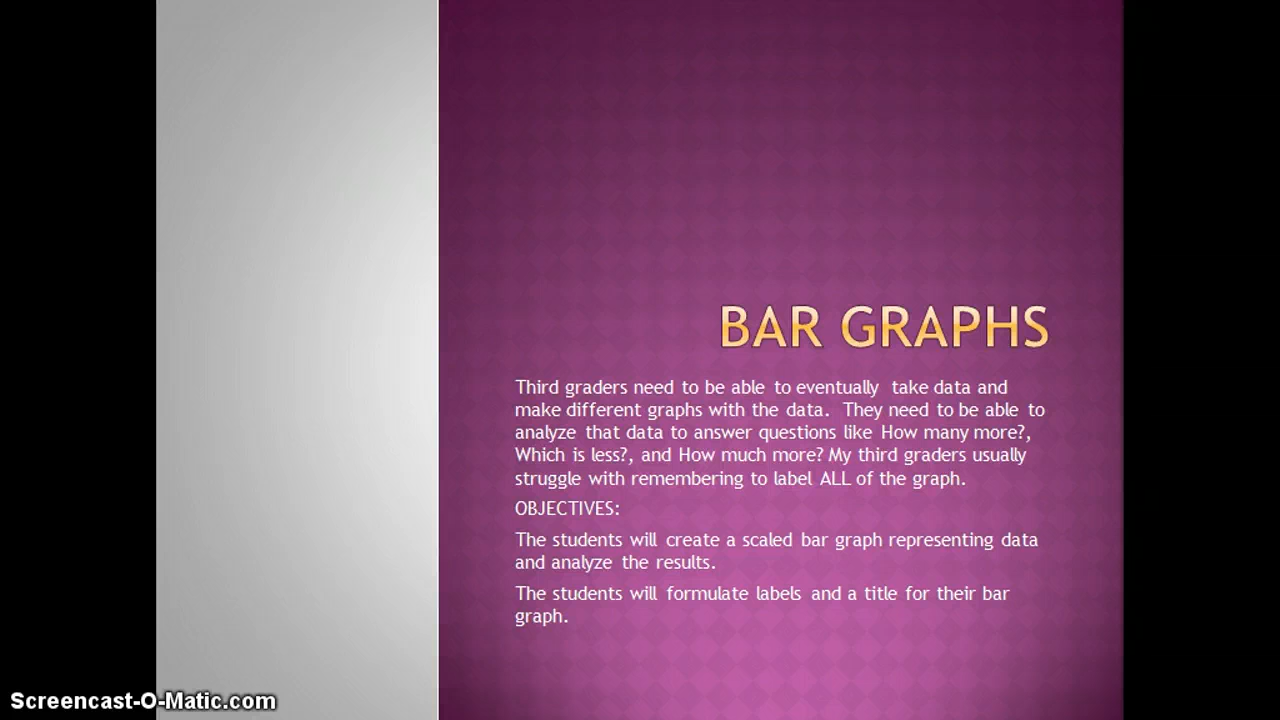 BAR GRAPHS
Third graders need to be able to eventually take data and
make different graphs with the data. They need to be able to
analyze that data to answer questions like How many more?,
Which is less?, and How much more? My third graders usually
struggle with remembering to label ALL of the graph.
OBJECTIVES:
The students will create a scaled bar graph representing data
and analyze the results.
The students will formulate labels and a title for their bar
graph.
Screencast-O-Matic.com